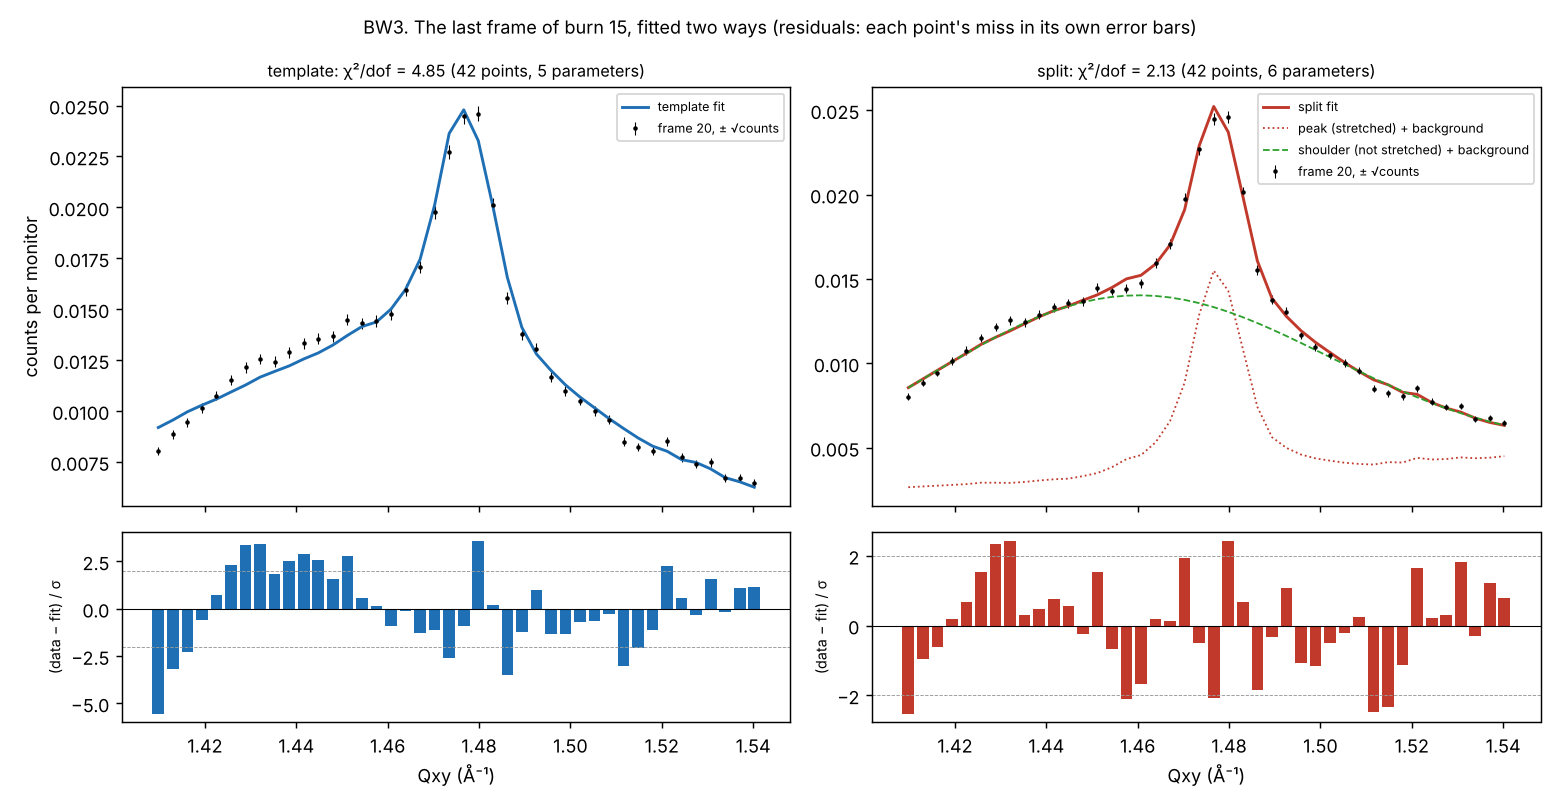 BW3. The last frame of burn 15, fitted two ways (residuals: each point's miss in its own error bars)
template: χ²/dof = 4.85 (42 points, 5 parameters)
counts per monitor
0.0250
0.0225
0.0200
0.0175
0.0150
0.0125
0.0100
0.0075
template fit
frame 20, ± √counts
split: χ²/dof = 2.13 (42 points, 6 parameters)
0.025
0.020
0.015
0.010
0.005
split fit
peak (stretched) + background
shoulder (not stretched) + background
frame 20, ± √counts
(data − fit) / σ
2.5
0.0
−2.5
−5.0
1.42 1.44 1.46 1.48 1.50 1.52 1.54
Qxy (Å⁻¹)
(data − fit) / σ
2
0
−2
1.42 1.44 1.46 1.48 1.50 1.52 1.54
Qxy (Å⁻¹)